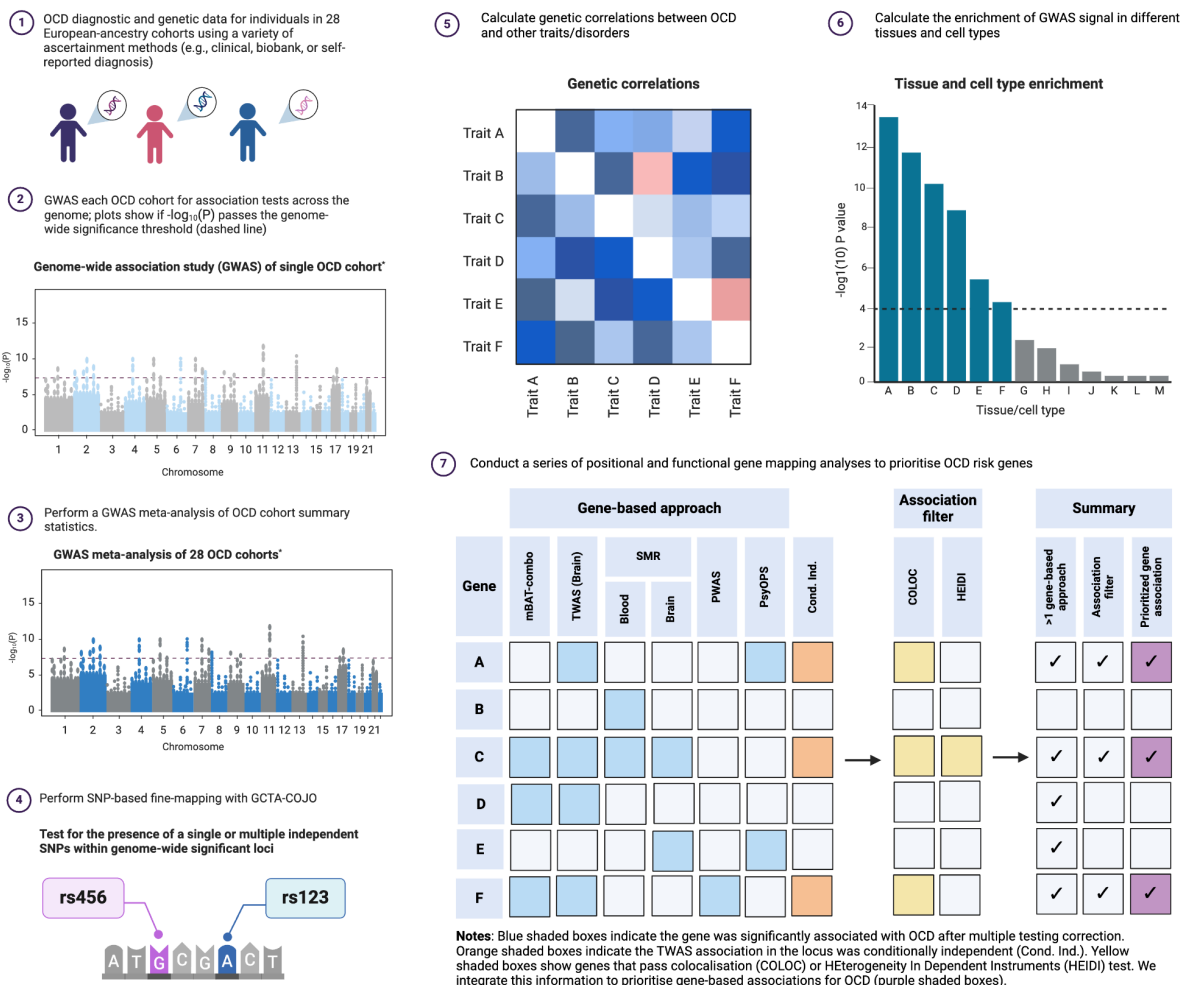 1
OCD diagnostic and genetic data for individuals in 28
European-ancestry cohorts using a variety of
ascertainment methods (e.g., clinical, biobank, or self-
reported diagnosis)
2
GWAS each OCD cohort for association tests across the
genome; plots show if -log₁₀(P) passes the genome-
wide significance threshold (dashed line)
Genome-wide association study (GWAS) of single OCD cohort*
-log₁₀(P)
15
10
5
0
1 2 3 4 5 6 7 8 9 10 11 12 13 15 17 19 21
Chromosome
3
Perform a GWAS meta-analysis of OCD cohort summary
statistics.
GWAS meta-analysis of 28 OCD cohorts*
-log₁₀(P)
15
10
5
0
1 2 3 4 5 6 7 8 9 10 11 12 13 15 17 19 21
Chromosome
4
Perform SNP-based fine-mapping with GCTA-COJO
Test for the presence of a single or multiple independent
SNPs within genome-wide significant loci
rs456 rs123
A T G C G A C T
5
Calculate genetic correlations between OCD
and other traits/disorders
Genetic correlations
Trait A
Trait B
Trait C
Trait D
Trait E
Trait F
Trait A Trait B Trait C Trait D Trait E Trait F
6
Calculate the enrichment of GWAS signal in different
tissues and cell types
Tissue and cell type enrichment
-log1(10) P value
14
12
10
8
6
4
2
0
A B C D E F G H I J K L M
Tissue/cell type
7
Conduct a series of positional and functional gene mapping analyses to prioritise OCD risk genes
Gene-based approach
Association
filter
Summary
Gene
mBAT-combo
TWAS (Brain)
SMR
Blood
Brain
PWAS
PsyOPS
Cond. Ind.
COLOC
HEIDI
>1 gene-based
approach
Association
filter
Prioritized gene
association
A ✓ ✓ ✓
B
C ✓ ✓ ✓
D ✓
E ✓
F ✓ ✓ ✓
Notes: Blue shaded boxes indicate the gene was significantly associated with OCD after multiple testing correction.
Orange shaded boxes indicate the TWAS association in the locus was conditionally independent (Cond. Ind.). Yellow
shaded boxes show genes that pass colocalisation (COLOC) or HEterogeneity In Dependent Instruments (HEIDI) test. We
integrate this information to prioritise gene-based associations for OCD (purple shaded boxes).